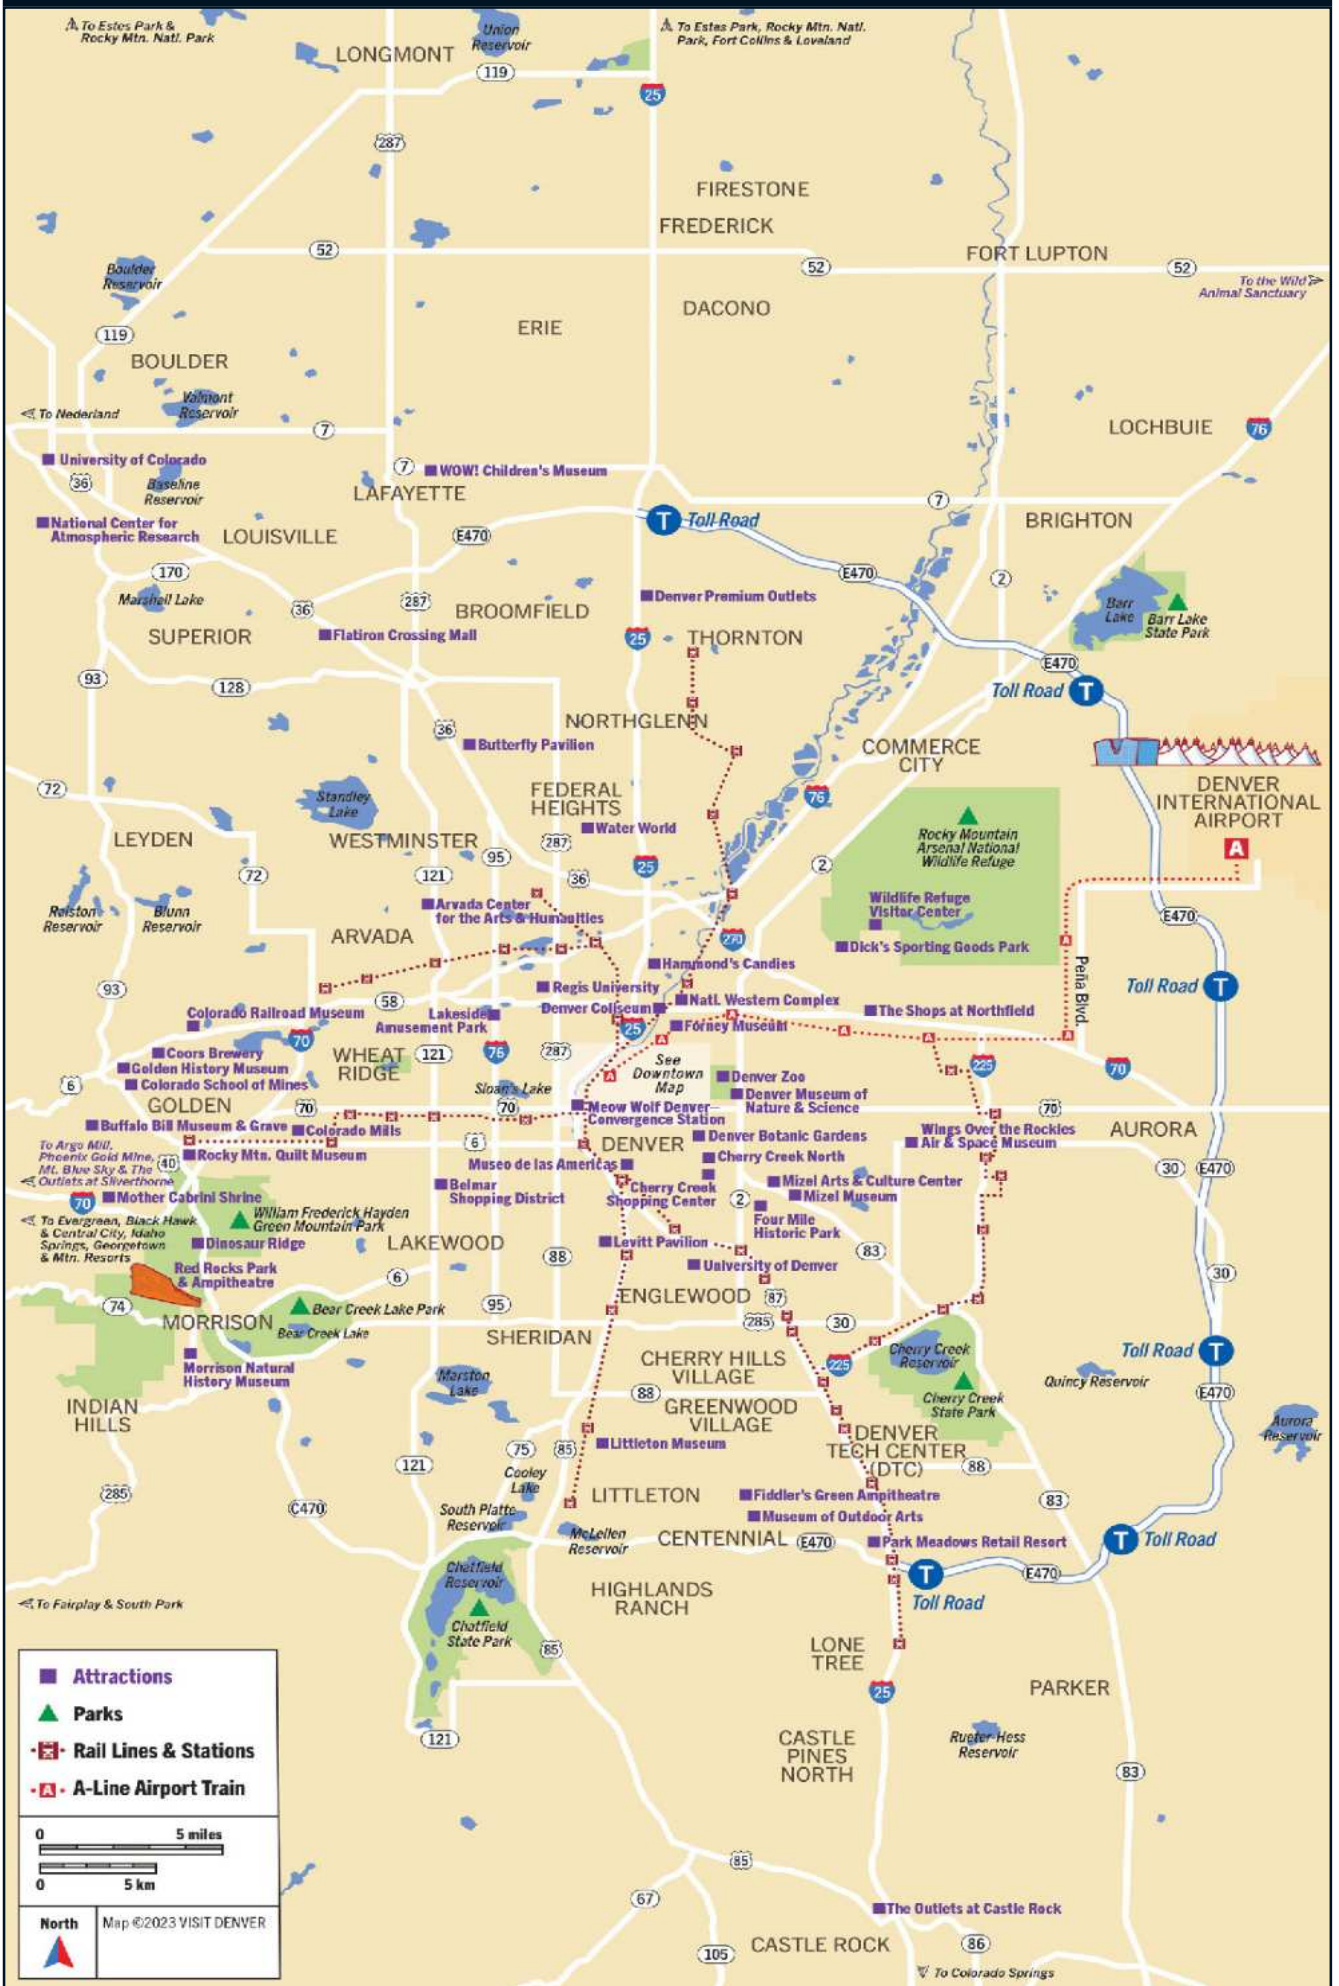 To Estes Park &
Rocky Mtn. Natl. Park
Union
Reservoir
To Estes Park, Rocky Mtn. Natl.
Park, Fort Collins & Loveland
LONGMONT
119
25
287
FIRESTONE
FREDERICK
52
52
FORT LUPTON
52
To the Wild
Animal Sanctuary
Boulder
Reservoir
DACONO
ERIE
119
BOULDER
Valmont
Reservoir
To Nederland
7
LOCHBUIE
76
University of Colorado
36
Baseline
Reservoir
7
WOW! Children's Museum
LAFAYETTE
7
National Center for
Atmospheric Research
LOUISVILLE
E470
T Toll Road
BRIGHTON
170
E470
2
Marshall Lake
36
287
BROOMFIELD
Denver Premium Outlets
Barr
Lake
Barr Lake
State Park
SUPERIOR
Flatiron Crossing Mall
25
THORNTON
E470
93
128
Toll Road T
NORTHGLENN
36
Butterfly Pavilion
COMMERCE
CITY
72
FEDERAL
HEIGHTS
76
DENVER
INTERNATIONAL
AIRPORT
Standley
Lake
LEYDEN
WESTMINSTER
Water World
Rocky Mountain
Arsenal National
Wildlife Refuge
A
95
287
25
2
72
121
36
Ralston
Reservoir
Blunn
Reservoir
Arvada Center
for the Arts & Humanities
Wildlife Refuge
Visitor Center
E470
ARVADA
270
Dick's Sporting Goods Park
A
Peña Blvd.
Hammond's Candies
93
Regis University
Toll Road T
58
Natl. Western Complex
Colorado Railroad Museum
Lakeside
Amusement Park
Denver Coliseum
The Shops at Northfield
A
Forney Museum
25
A
A
A
A
70
WHEAT
RIDGE
121
76
287
See
Downtown
Map
225
70
Coors Brewery
Golden History Museum
Colorado School of Mines
6
Sloan's Lake
A
Denver Zoo
Denver Museum of
Nature & Science
GOLDEN
70
70
Meow Wolf Denver–
Convergence Station
70
Buffalo Bill Museum & Grave
Colorado Mills
6
DENVER
Denver Botanic Gardens
Wings Over the Rockies
Air & Space Museum
AURORA
To Argo Mill,
Phoenix Gold Mine,
Mt. Blue Sky & The
Outlets at Silverthorne
40
Rocky Mtn. Quilt Museum
Museo de las Americas
Cherry Creek North
30
E470
70
Mother Cabrini Shrine
Belmar
Shopping District
Cherry Creek
Shopping Center
Mizel Arts & Culture Center
Mizel Museum
2
To Evergreen, Black Hawk
& Central City, Idaho
Springs, Georgetown
& Mtn. Resorts
William Frederick Hayden
Green Mountain Park
Four Mile
Historic Park
Dinosaur Ridge
LAKEWOOD
Levitt Pavilion
88
83
Red Rocks Park
& Ampitheatre
6
University of Denver
30
74
Bear Creek Lake Park
95
ENGLEWOOD
87
MORRISON
Bear Creek Lake
285
30
SHERIDAN
Toll Road T
Morrison Natural
History Museum
CHERRY HILLS
VILLAGE
225
Cherry Creek
Reservoir
Marston
Lake
Quincy Reservoir
E470
88
INDIAN
HILLS
GREENWOOD
VILLAGE
Cherry Creek
State Park
Aurora
Reservoir
DENVER
TECH CENTER
(DTC)
75
85
Littleton Museum
121
Cooley
Lake
88
285
C470
LITTLETON
Fiddler's Green Ampitheatre
83
South Platte
Reservoir
Museum of Outdoor Arts
McLellen
Reservoir
CENTENNIAL
E470
Park Meadows Retail Resort
T Toll Road
Chatfield
Reservoir
T
Toll Road
E470
HIGHLANDS
RANCH
To Fairplay & South Park
Chatfield
State Park
85
LONE
TREE
Attractions
Parks
Rail Lines & Stations
A A-Line Airport Train
25
PARKER
121
CASTLE
PINES
NORTH
Rueter-Hess
Reservoir
83
0 5 miles
0 5 km
85
67
The Outlets at Castle Rock
North
Map ©2023 VISIT DENVER
105
CASTLE ROCK
86
To Colorado Springs